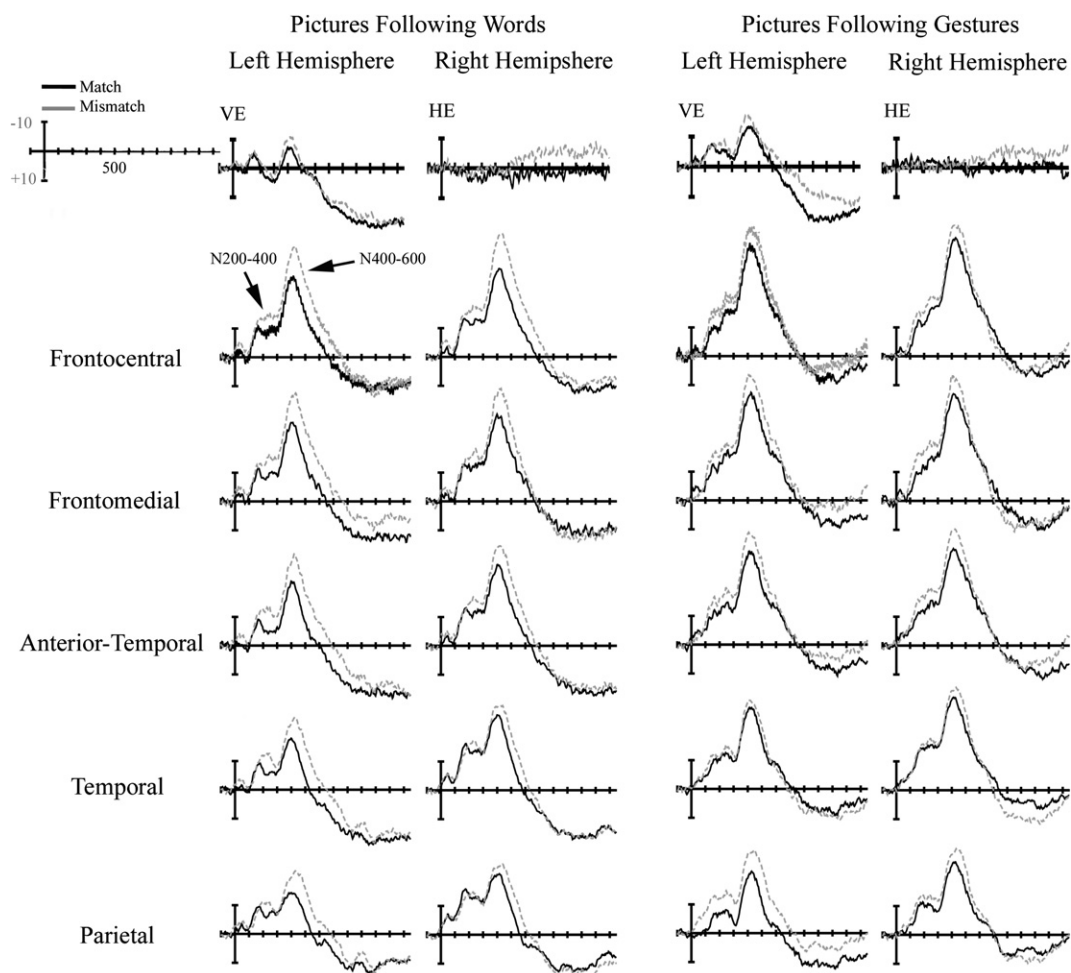 Pictures Following Words
Pictures Following Gestures
Left Hemisphere
Right Hemipshere
Left Hemisphere
Right Hemisphere
Match
Mismatch
-10
500
+10
VE
HE
VE
HE
N200-400
N400-600
Frontocentral
Frontomedial
Anterior-Temporal
Temporal
Parietal